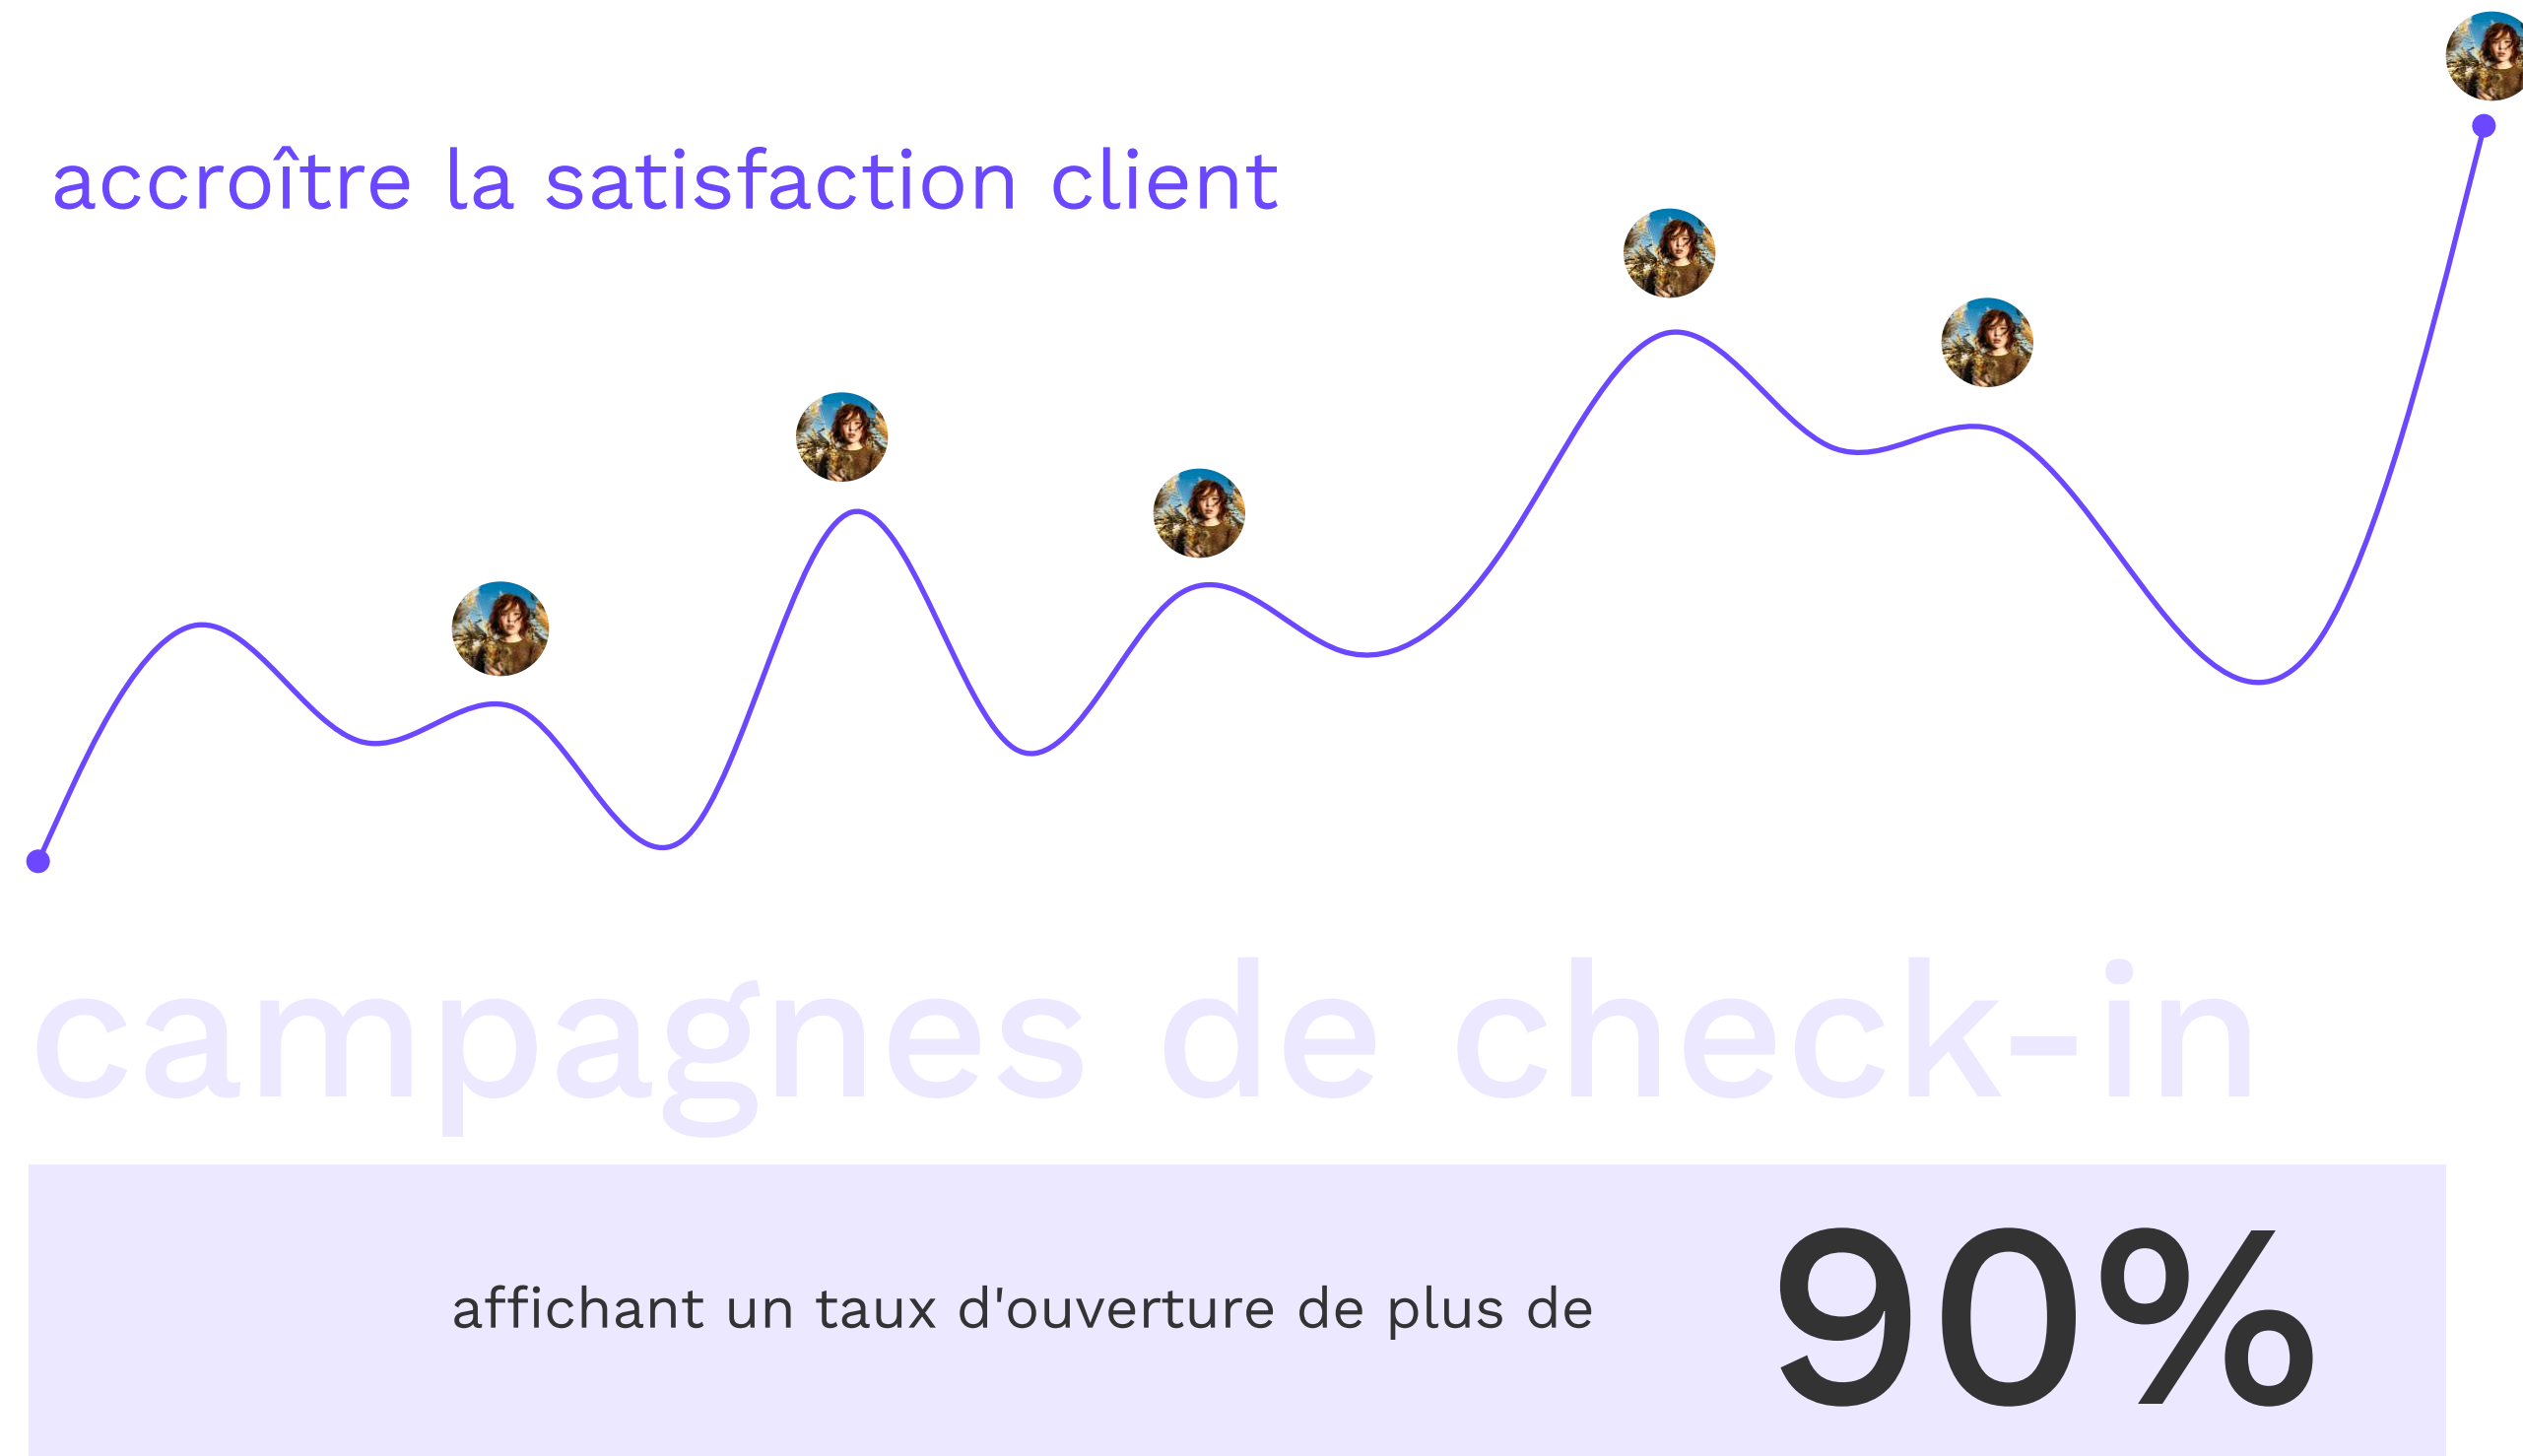 accroître la satisfaction client
campagnes de check-in
affichant un taux d'ouverture de plus de
90%